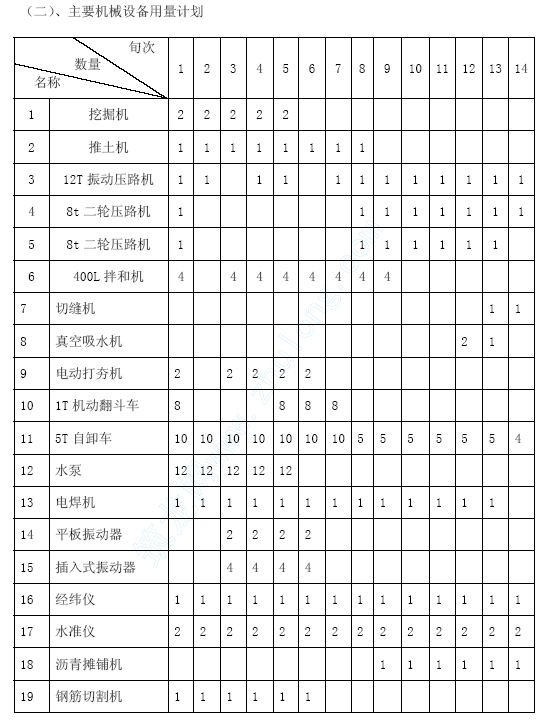 （二）、主要机械设备用量计划
旬次
数量
名称
1 2 3 4 5 6 7 8 9 10 11 12 13 14
1 挖掘机 2 2 2 2 2
2 推土机 1 1 1 1 1 1 1 1
3 12T 振动压路机 1 1 1 1 1 1 1 1 1 1 1 1
4 8t 二轮压路机 1 1 1 1 1 1 1 1
5 8t 二轮压路机 1 1 1 1 1 1 1
6 400L 拌和机 4 4 4 4 4 4 4 4
7 切缝机 1 1
8 真空吸水机 2 1
9 电动打夯机 2 2 2 2 2
10 1T 机动翻斗车 8 8 8 8
11 5T 自卸车 10 10 10 10 10 10 10 5 5 5 5 5 5 4
12 水泵 12 12 12 12 12
13 电焊机 1 1 1 1 1 1 1 1 1 1 1 1 1
14 平板振动器 2 2 2 2
15 插入式振动器 4 4 4 4
16 经纬仪 1 1 1 1 1 1 1 1 1 1 1 1 1 1
17 水准仪 2 2 2 2 2 2 2 2 2 2 2 2 2 2
18 沥青摊铺机 1 1 1 1 1 1
19 钢筋切割机 1 1 1 1 1 1